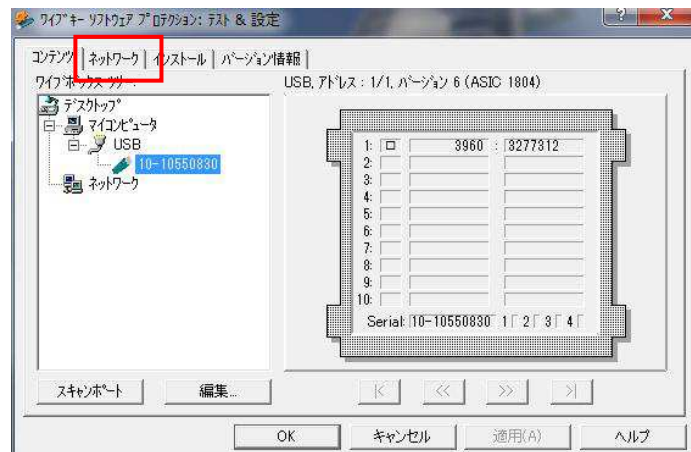 ワイブキー ソフトウェア プロテクション: テスト & 設定
コンテンツ ネットワーク インストール バージョン情報
ワイブボックス ツリー:
USB, アドレス : 1/1, バージョン 6 (ASIC 1804)
デスクトップ
マイコンピュータ
USB
10-10550830
ネットワーク
1: 3960 : 3277312
2:
3:
4:
5:
6:
7:
8:
9:
10:
Serial: 10-10550830 1 2 3 4
スキャンポート 編集... |< << >> >|
OK キャンセル 適用(A) ヘルプ